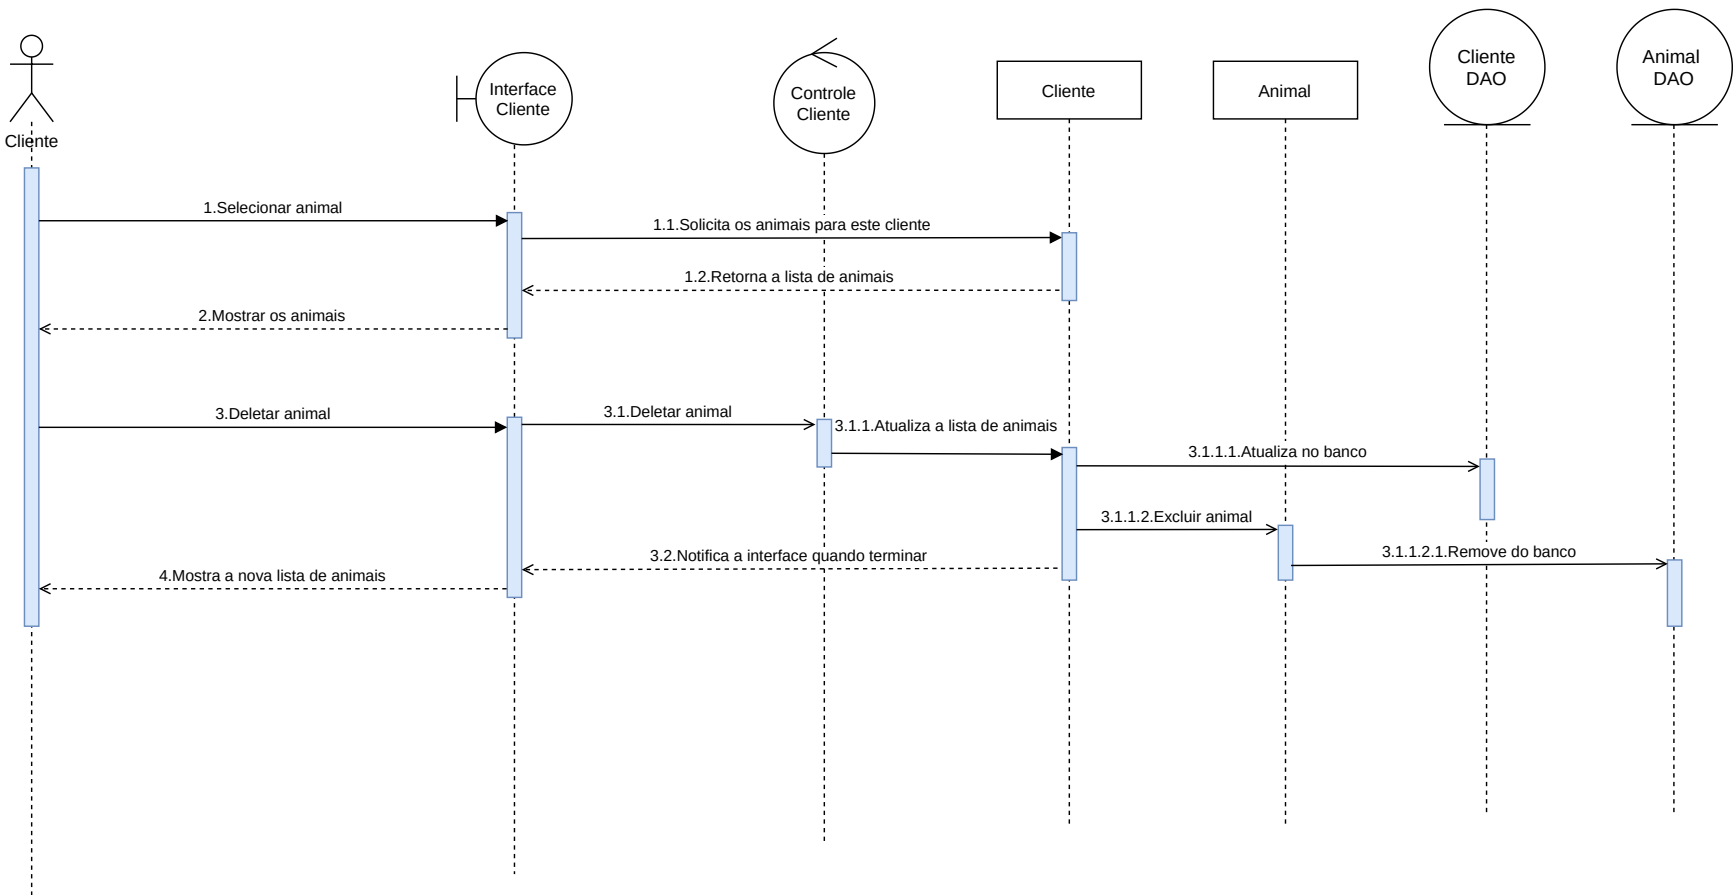 Cliente
Interface
Cliente
Controle
Cliente
Cliente
Animal
Cliente
DAO
Animal
DAO
1.Selecionar animal
1.1.Solicita os animais para este cliente
1.2.Retorna a lista de animais
2.Mostrar os animais
3.Deletar animal
3.1.Deletar animal
3.1.1.Atualiza a lista de animais
3.1.1.1.Atualiza no banco
3.1.1.2.Excluir animal
3.1.1.2.1.Remove do banco
3.2.Notifica a interface quando terminar
4.Mostra a nova lista de animais